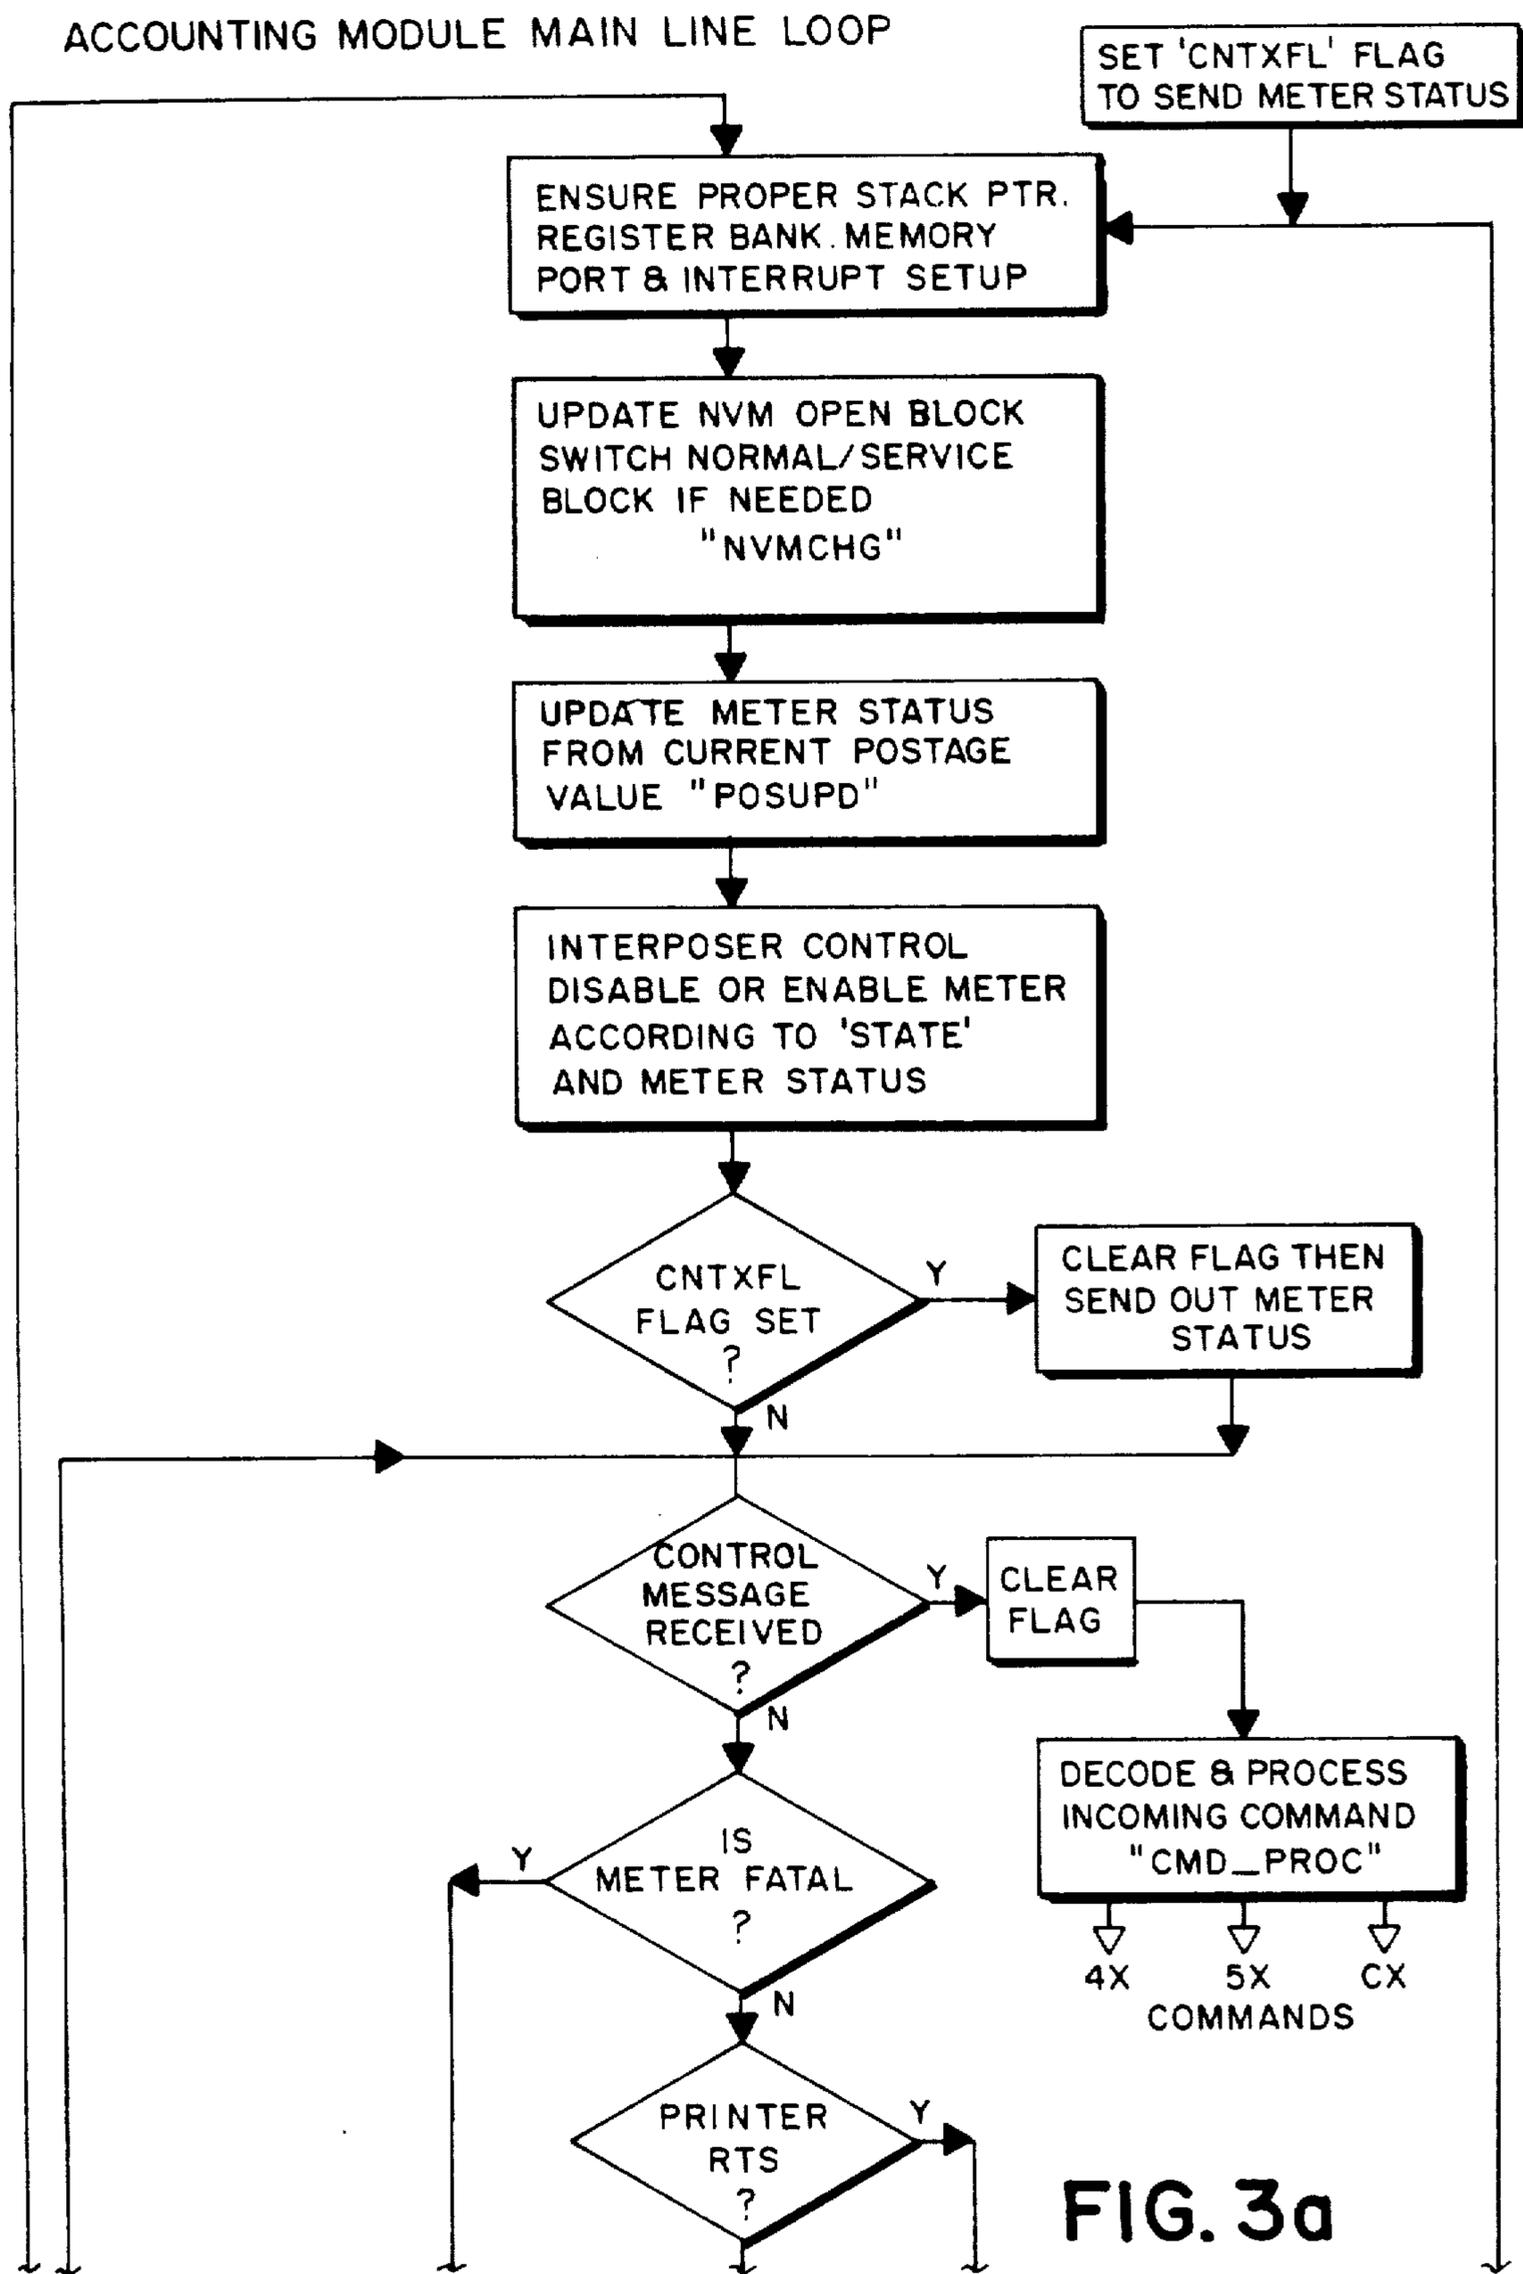 ACCOUNTING MODULE MAIN LINE LOOP
SET 'CNTXFL' FLAG
TO SEND METER STATUS
ENSURE PROPER STACK PTR.
REGISTER BANK. MEMORY
PORT & INTERRUPT SETUP
UPDATE NVM OPEN BLOCK
SWITCH NORMAL/SERVICE
BLOCK IF NEEDED
"NVMCHG"
UPDATE METER STATUS
FROM CURRENT POSTAGE
VALUE "POSUPD"
INTERPOSER CONTROL
DISABLE OR ENABLE METER
ACCORDING TO 'STATE'
AND METER STATUS
CNTXFL
FLAG SET
?
Y
N
CLEAR FLAG THEN
SEND OUT METER
STATUS
CONTROL
MESSAGE
RECEIVED
?
Y
N
CLEAR
FLAG
DECODE & PROCESS
INCOMING COMMAND
"CMD_PROC"
4X 5X CX
COMMANDS
IS
METER FATAL
?
Y
N
PRINTER
RTS
?
Y
FIG. 3a